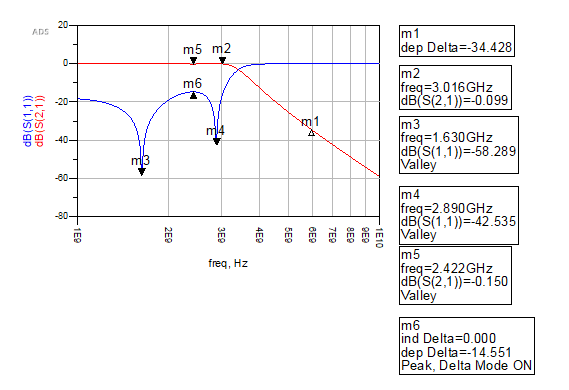 ADS
20
0
-20
-40
-60
-80
dB(S(1,1))
dB(S(2,1))
m5
m2
m6
m1
m4
m3
1E9
2E9
3E9
4E9
5E9
6E9
7E9
8E9
9E9
1E10
freq, Hz
m1
dep Delta=-34.428
m2
freq=3.016GHz
dB(S(2,1))=-0.099
m3
freq=1.630GHz
dB(S(1,1))=-58.289
Valley
m4
freq=2.890GHz
dB(S(1,1))=-42.535
Valley
m5
freq=2.422GHz
dB(S(2,1))=-0.150
Valley
m6
ind Delta=0.000
dep Delta=-14.551
Peak, Delta Mode ON